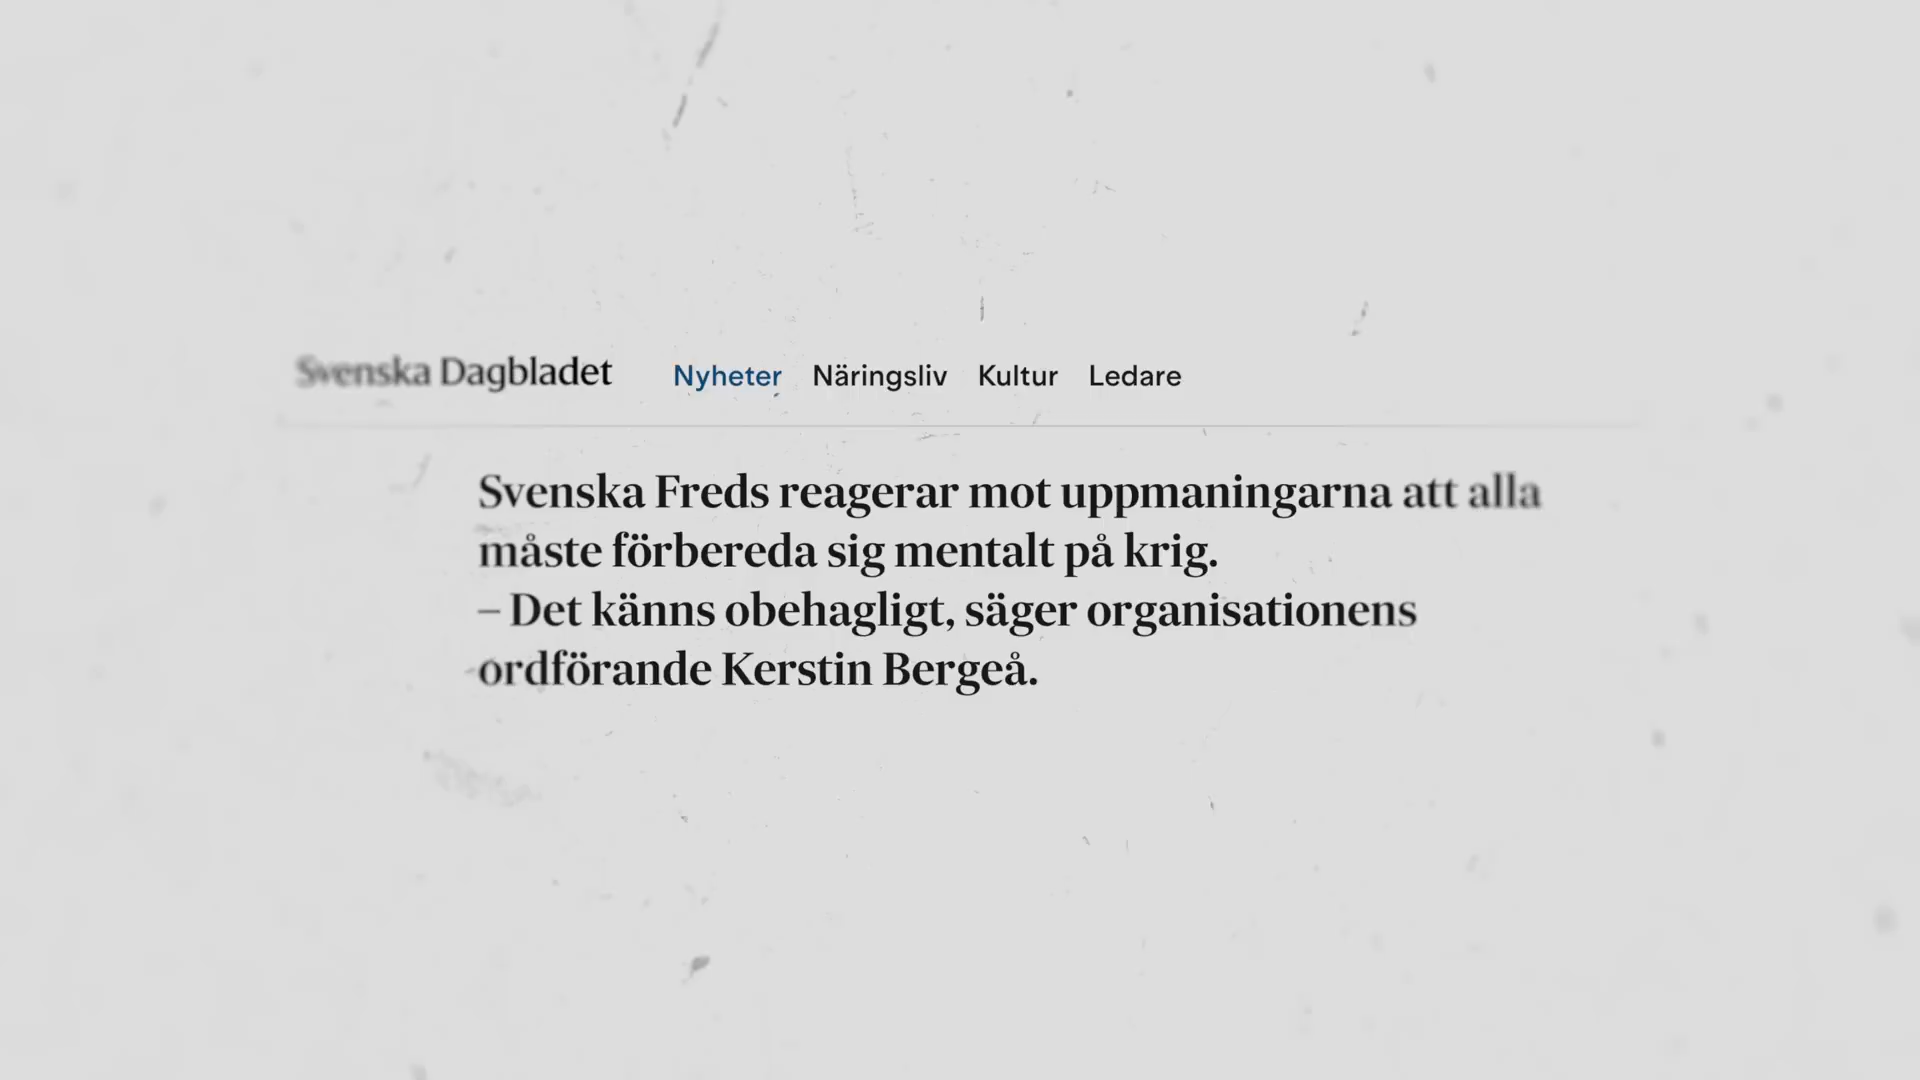 Svenska Dagbladet Nyheter Näringsliv Kultur Ledare
Svenska Freds reagerar mot uppmaningarna att alla
måste förbereda sig mentalt på krig.
– Det känns obehagligt, säger organisationens
ordförande Kerstin Bergeå.